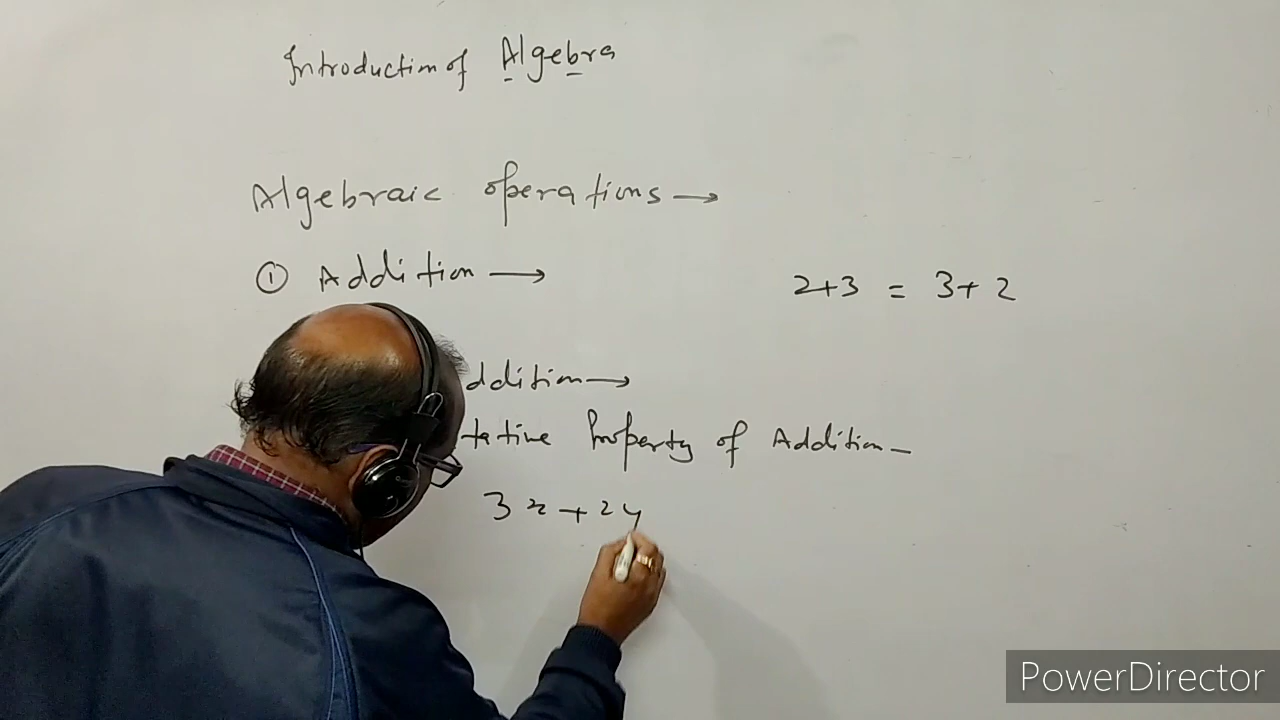 Introduction of Algebra
Algebraic operations →
① Addition →
2+3 = 3+2
ddition →
tative Property of Addition -
3x + 2y
PowerDirector